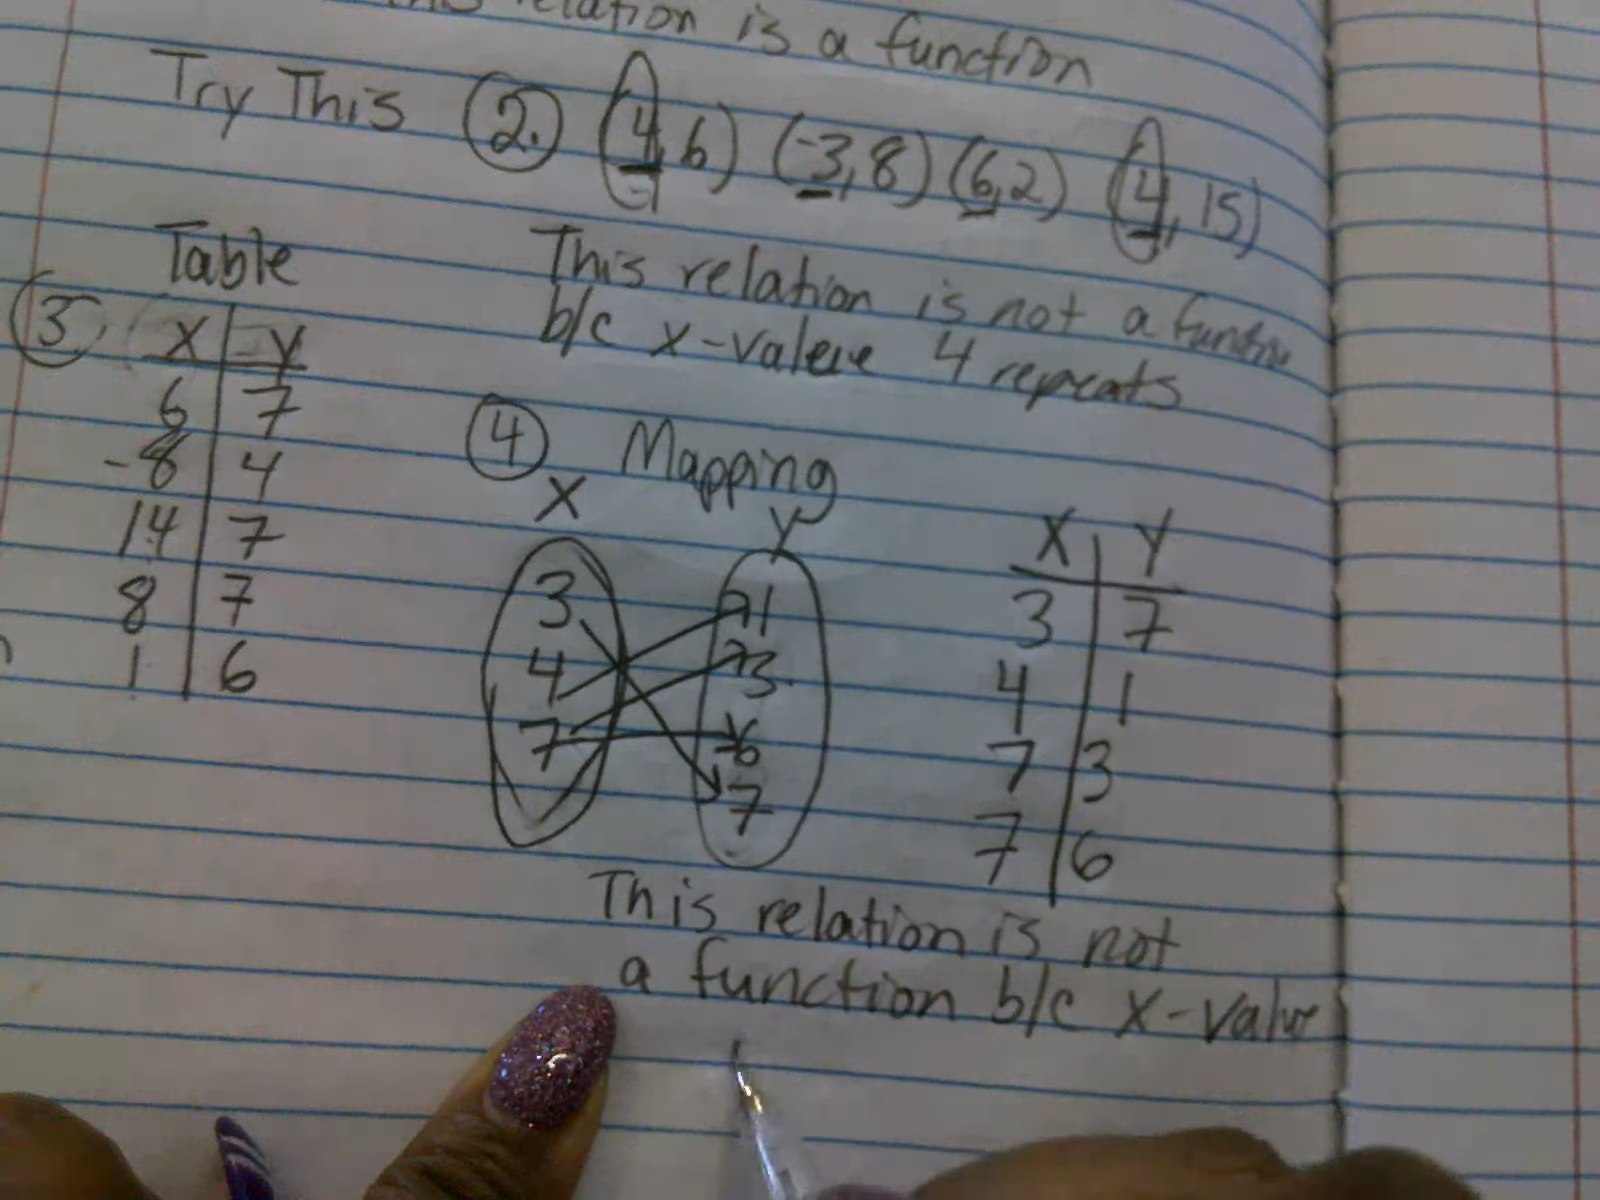 relation is a function
Try This 2. (4,6) (-3,8) (6,2) (4,15)
This relation is not a
b/c x-valeue 4 repeats
Table
3
X Y
6 7
-8 4
14 7
8 7
1 6
4 Mapping
X Y
3 1
4 3
7 6
7
X Y
3 7
4 1
7 3
7 6
This relation is not
a function b/c x-value